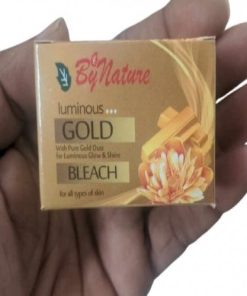 By Nature
luminous...
GOLD
With Pure Gold Dust
for Luminous Glow & Shine
BLEACH
for all types of skin